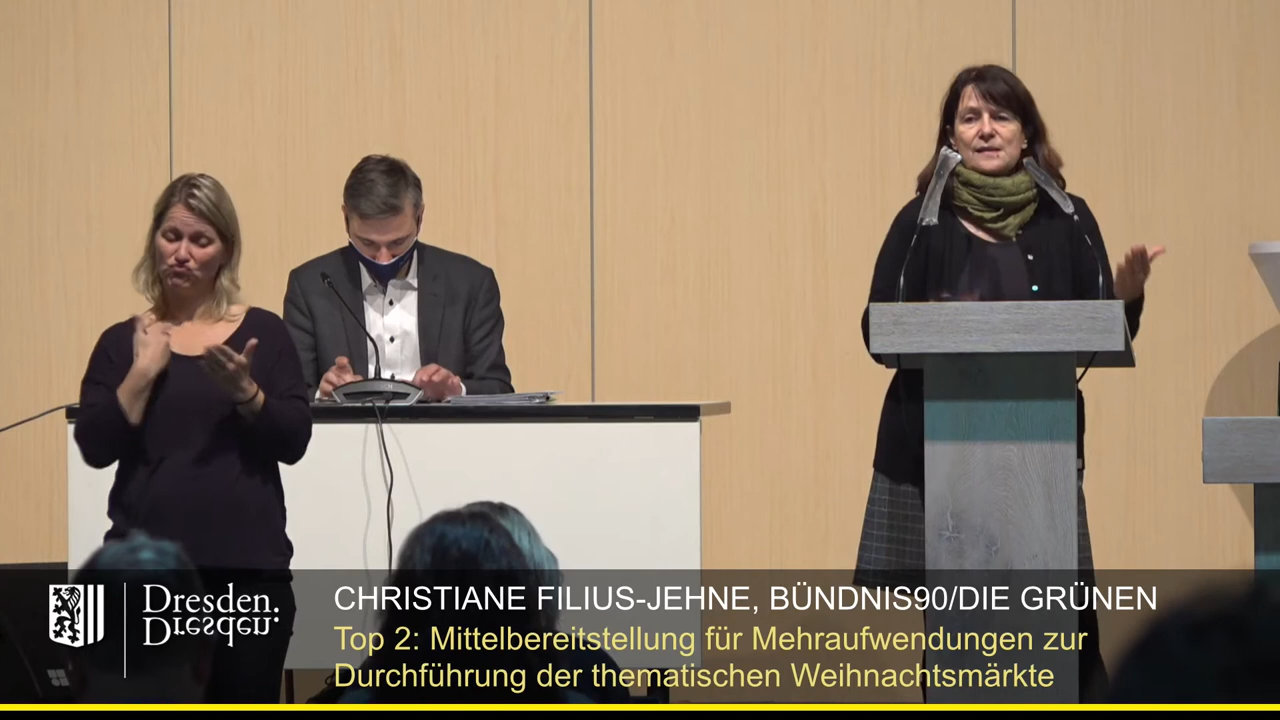 Dresden.
Dresden.
CHRISTIANE FILIUS-JEHNE, BÜNDNIS90/DIE GRÜNEN
Top 2: Mittelbereitstellung für Mehraufwendungen zur
Durchführung der thematischen Weihnachtsmärkte